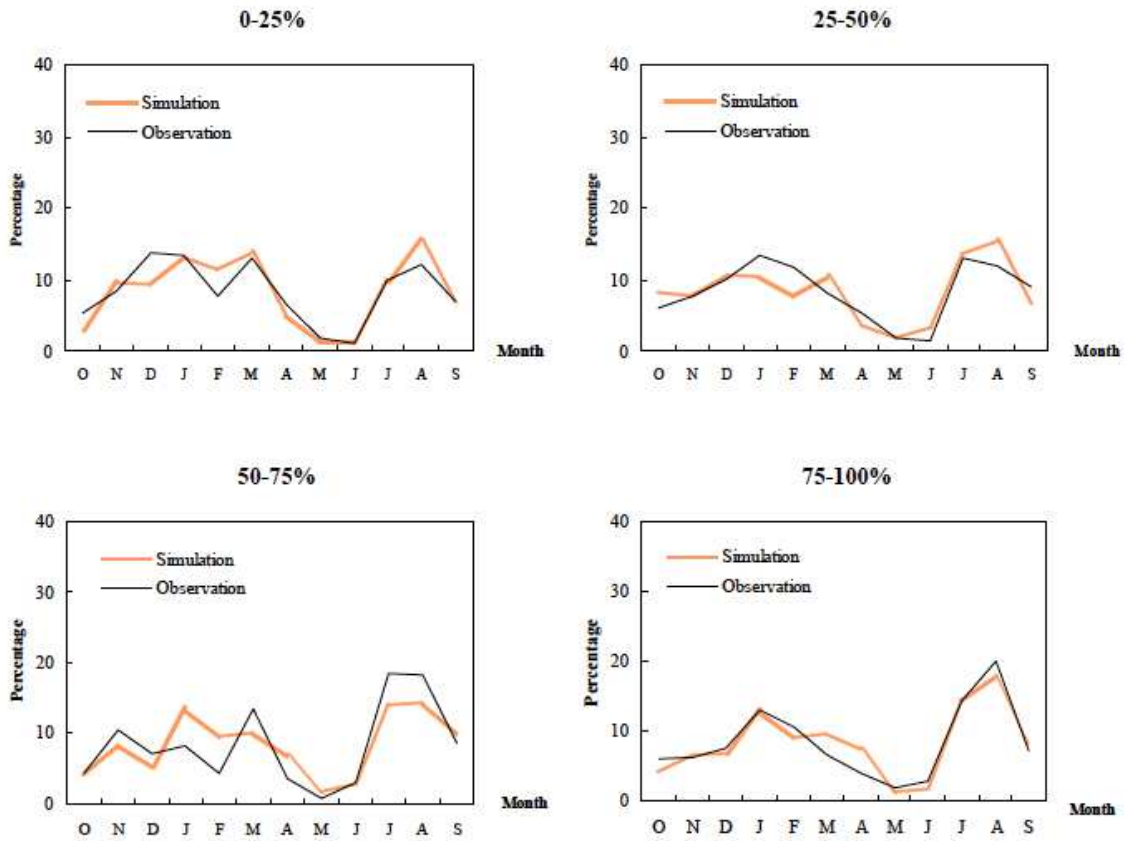 0-25%
40
30
20
10
0
Percentage
Simulation
Observation
O N D J F M A M J J A S
Month
25-50%
40
30
20
10
0
Percentage
Simulation
Observation
O N D J F M A M J J A S
Month
50-75%
40
30
20
10
0
Percentage
Simulation
Observation
O N D J F M A M J J A S
Month
75-100%
40
30
20
10
0
Percentage
Simulation
Observation
O N D J F M A M J J A S
Month